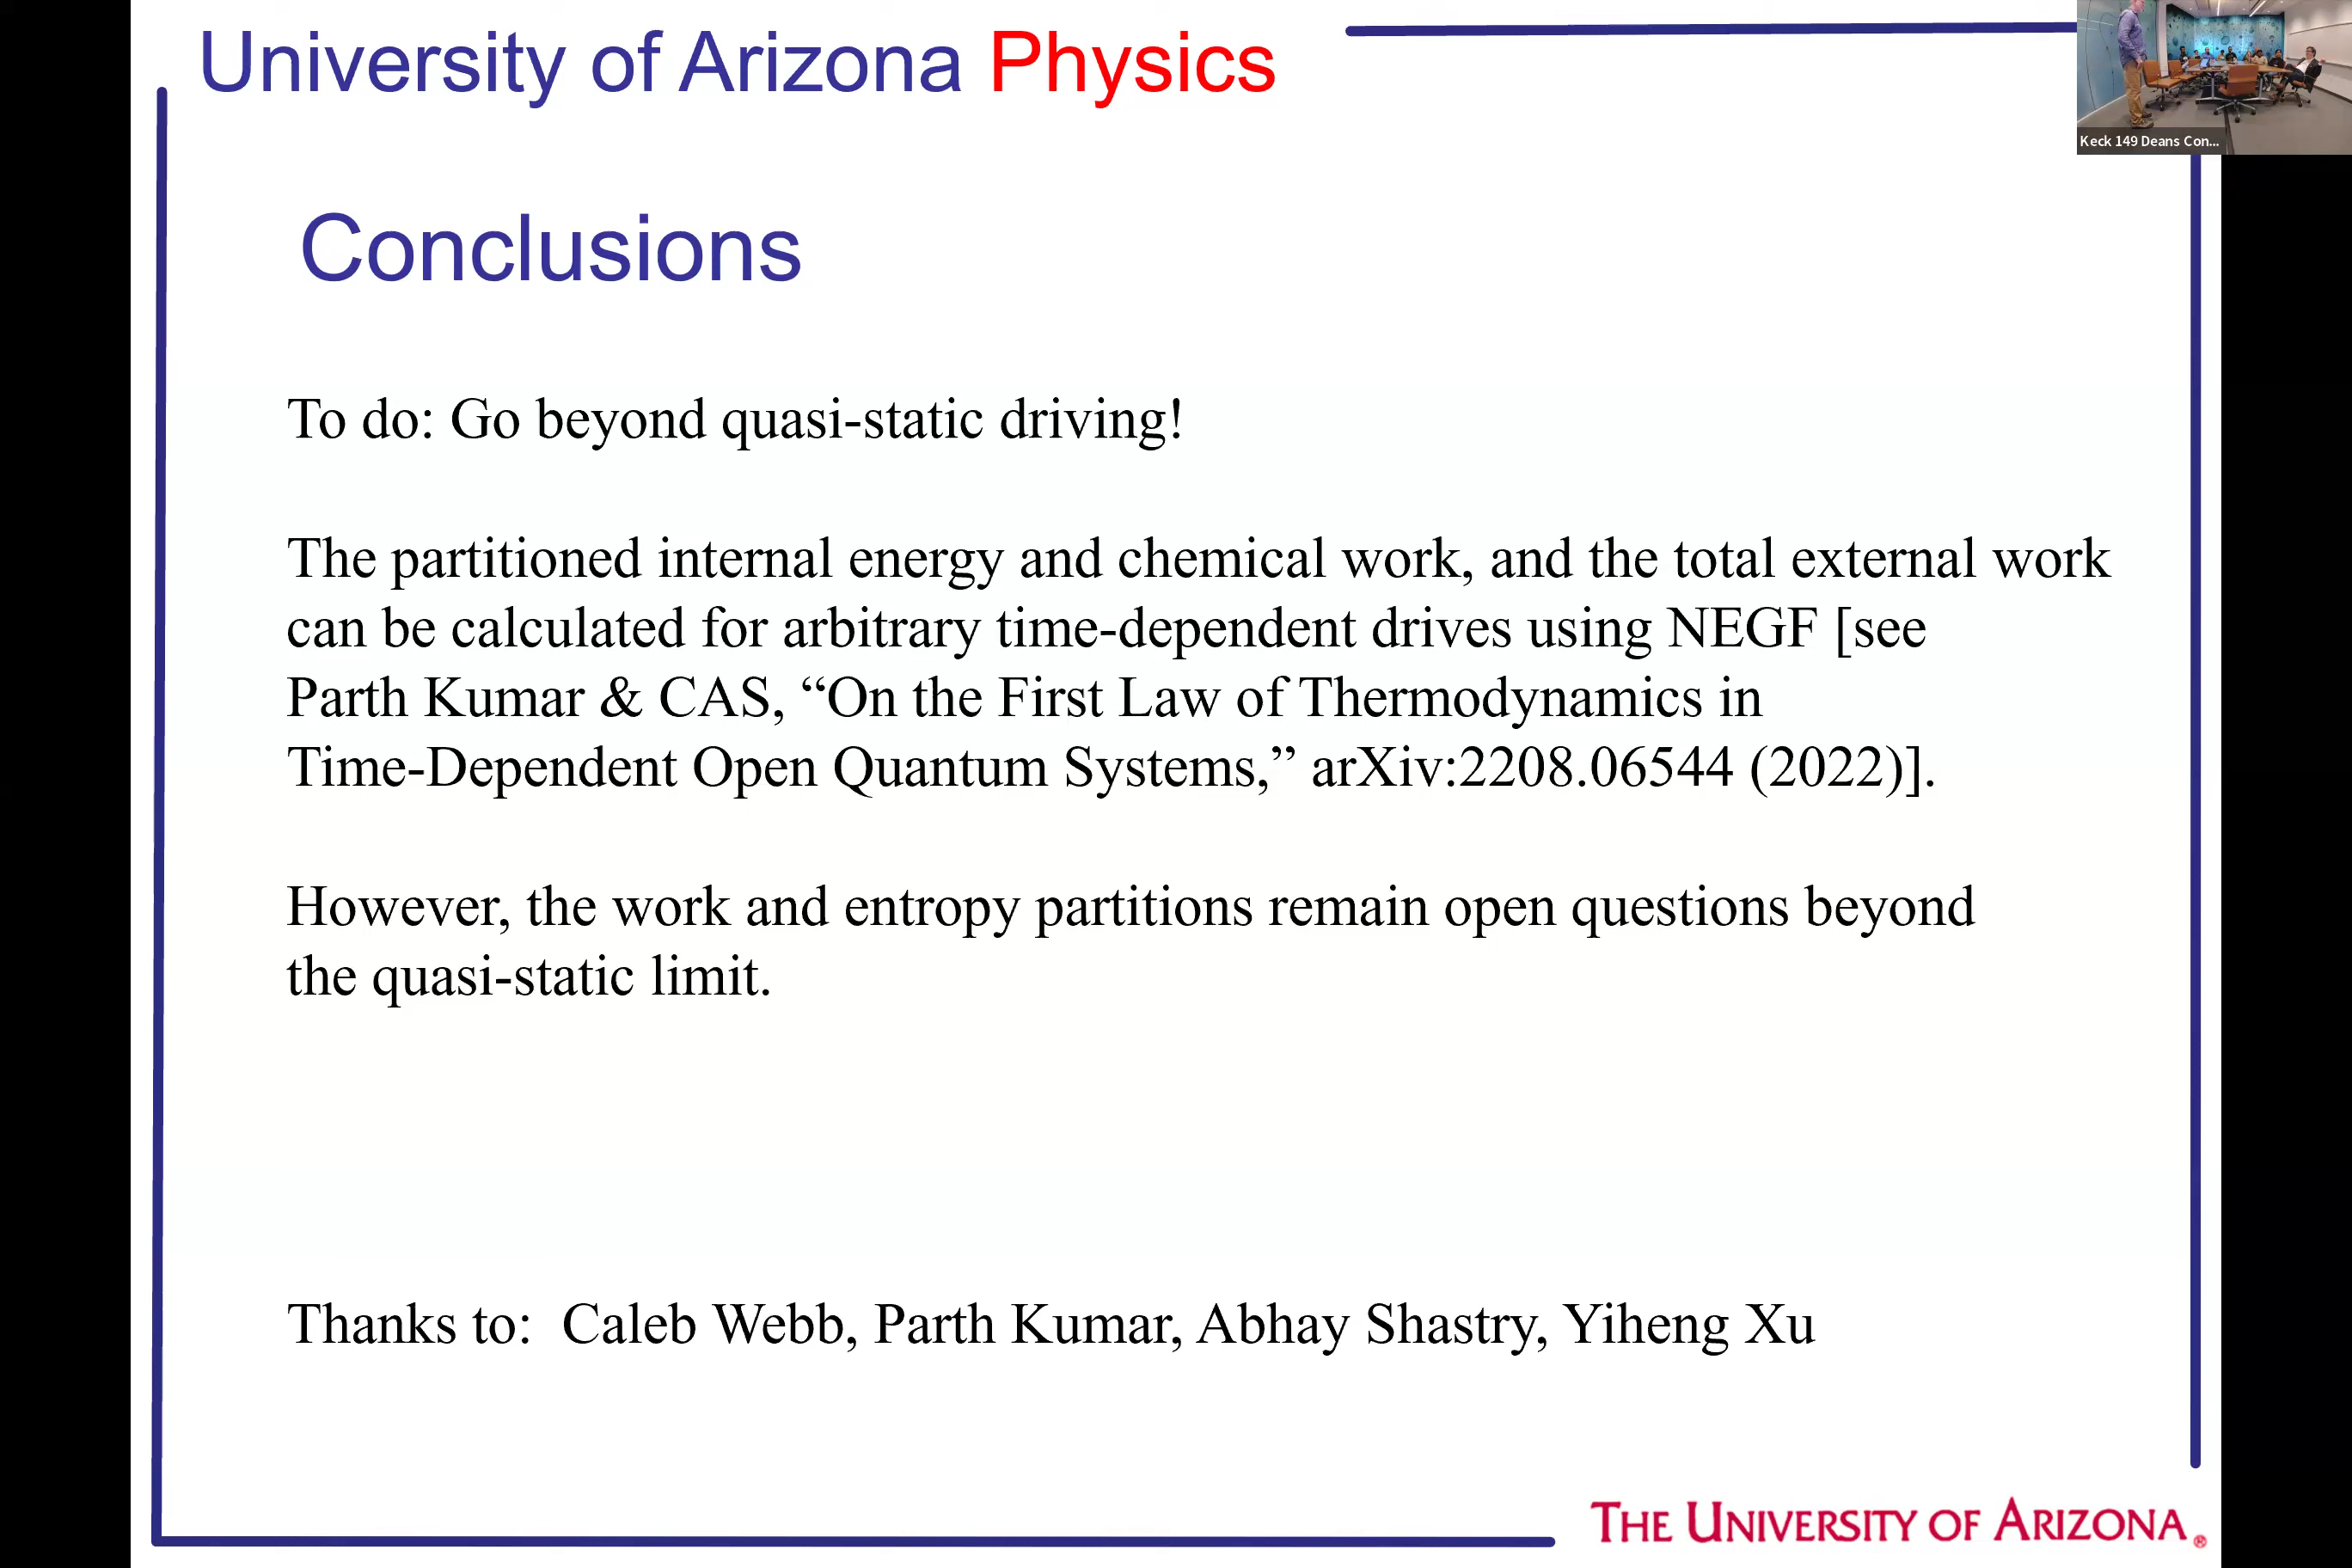 University of Arizona Physics
Keck 149 Deans Con...
Conclusions
To do: Go beyond quasi-static driving!
The partitioned internal energy and chemical work, and the total external work
can be calculated for arbitrary time-dependent drives using NEGF [see
Parth Kumar & CAS, “On the First Law of Thermodynamics in
Time-Dependent Open Quantum Systems,” arXiv:2208.06544 (2022)].
However, the work and entropy partitions remain open questions beyond
the quasi-static limit.
Thanks to:  Caleb Webb, Parth Kumar, Abhay Shastry, Yiheng Xu
THE UNIVERSITY OF ARIZONA®